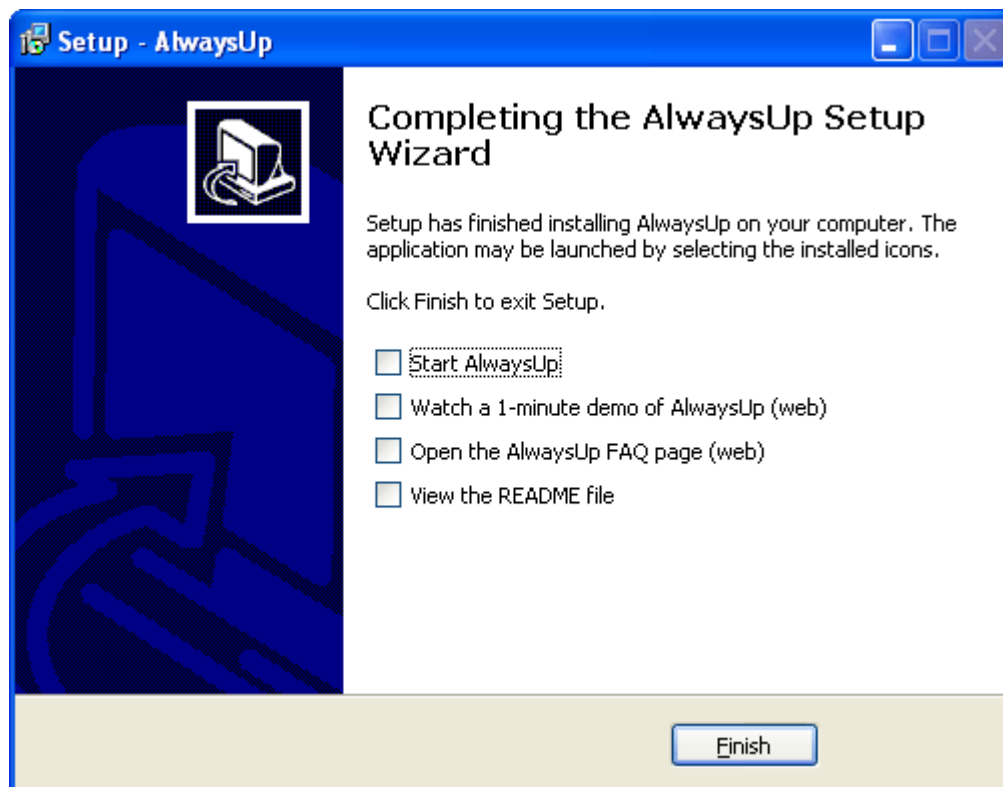 Setup - AlwaysUp
Completing the AlwaysUp Setup
Wizard
Setup has finished installing AlwaysUp on your computer. The
application may be launched by selecting the installed icons.
Click Finish to exit Setup.
Start AlwaysUp
Watch a 1-minute demo of AlwaysUp (web)
Open the AlwaysUp FAQ page (web)
View the README file
Finish